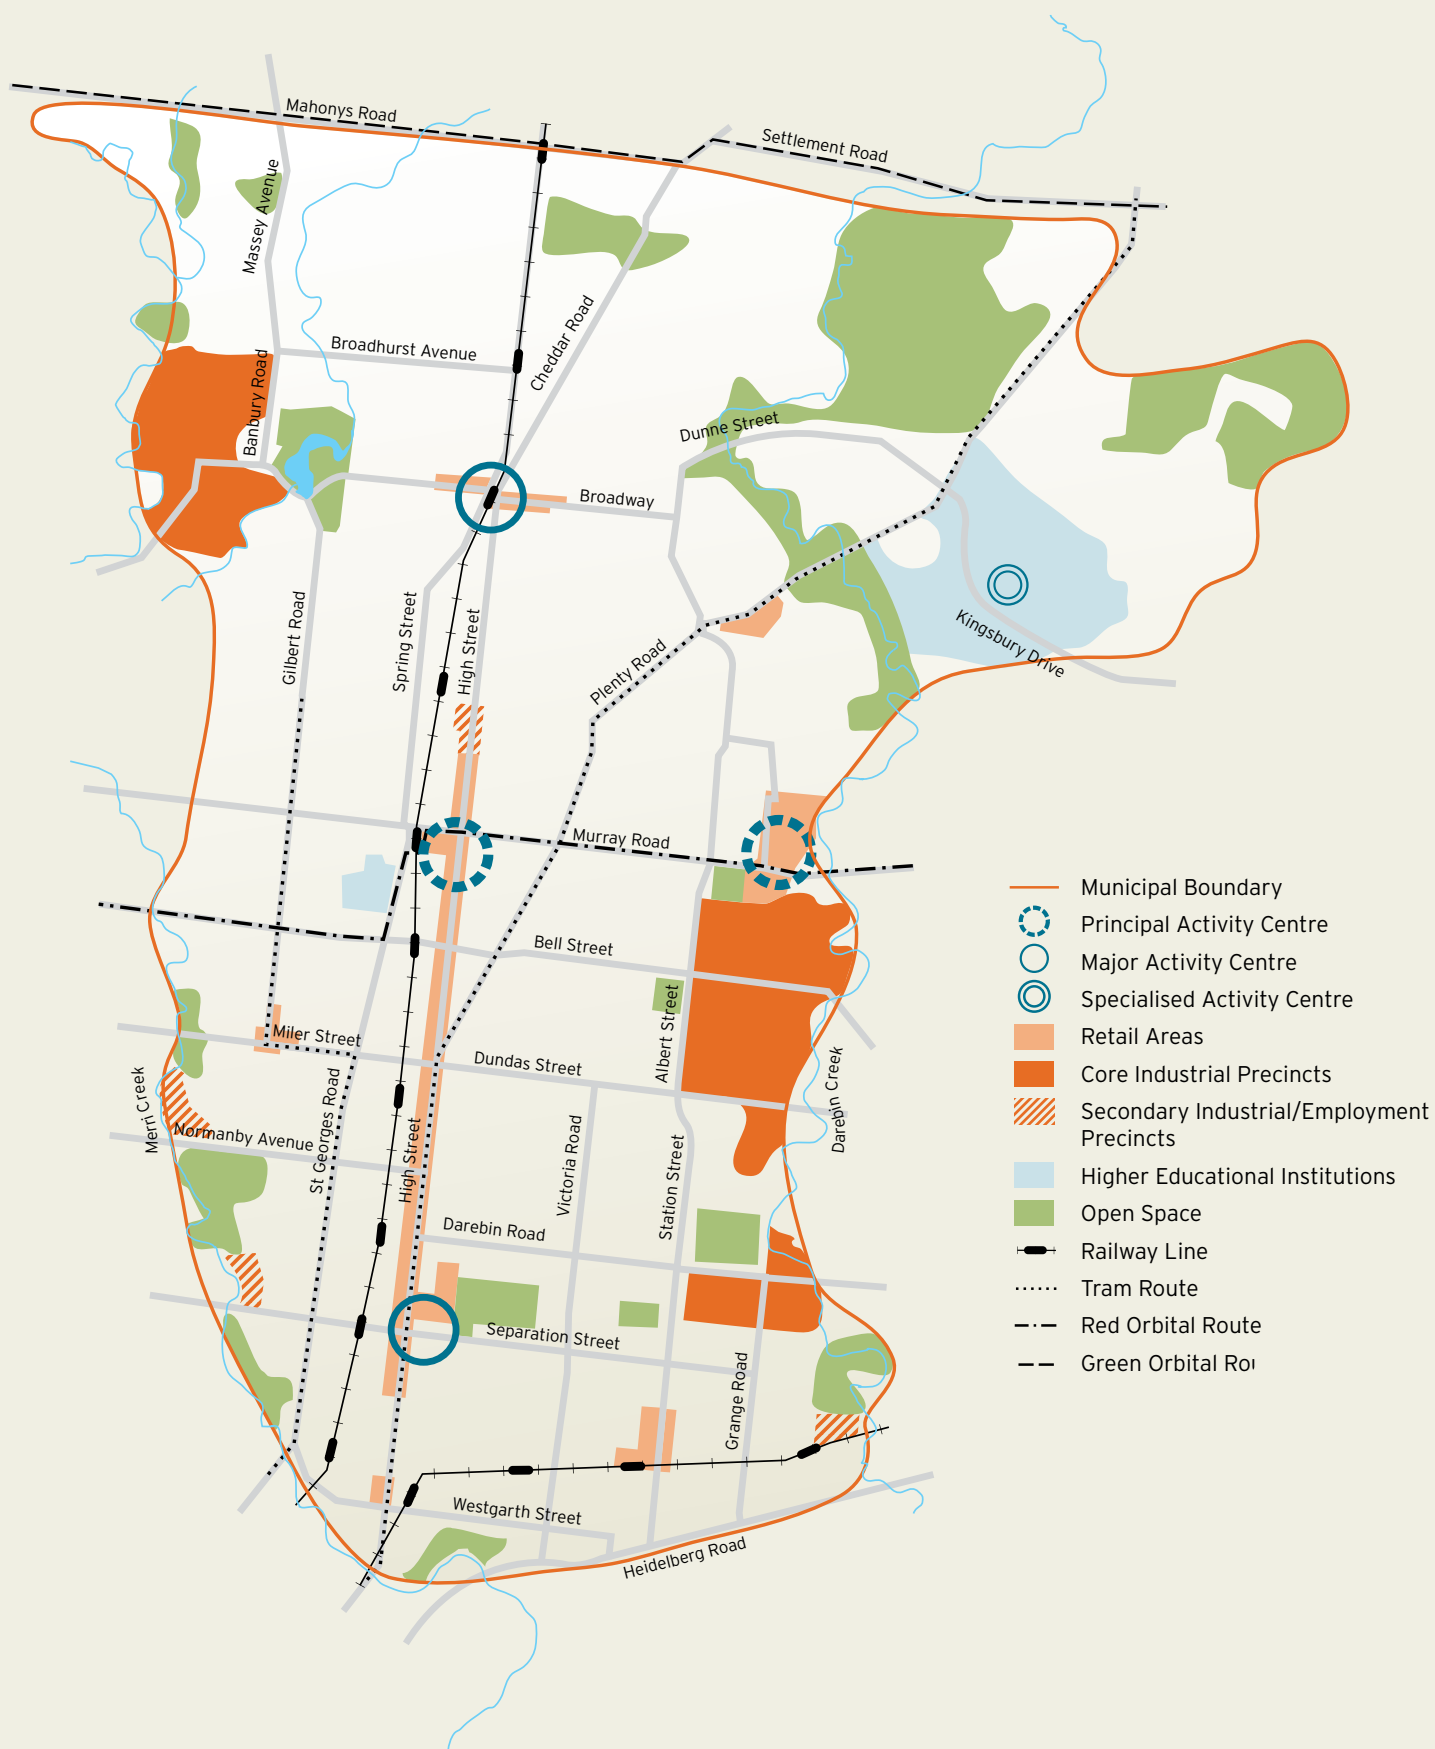 Mahonys Road
Settlement Road
Massey Avenue
Cheddar Road
Broadhurst Avenue
Banbury Road
Dunne Street
Broadway
Gilbert Road
Spring Street
High Street
Kingsbury Drive
Plenty Road
Murray Road
Bell Street
Albert Street
Miler Street
Dundas Street
Merri Creek
Darebin Creek
St Georges Road
Normanby Avenue
High Street
Victoria Road
Station Street
Darebin Road
Separation Street
Grange Road
Westgarth Street
Heidelberg Road
Municipal Boundary
Principal Activity Centre
Major Activity Centre
Specialised Activity Centre
Retail Areas
Core Industrial Precincts
Secondary Industrial/Employment
Precincts
Higher Educational Institutions
Open Space
Railway Line
Tram Route
Red Orbital Route
Green Orbital